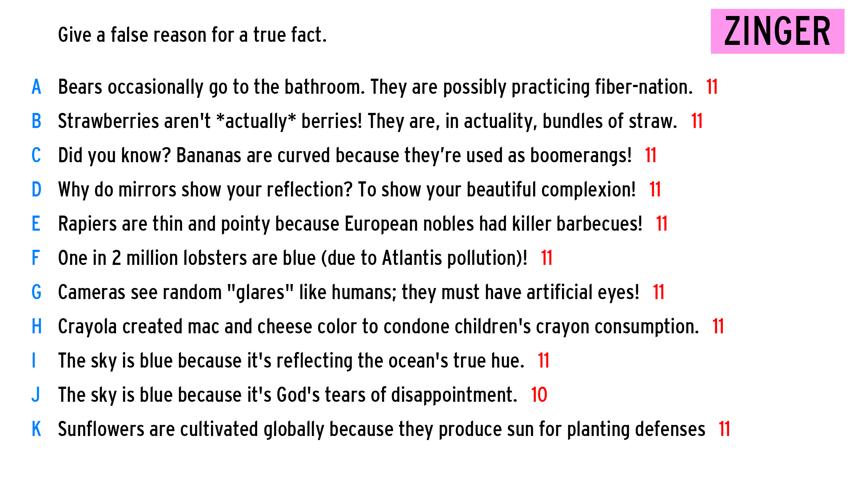 Give a false reason for a true fact.
ZINGER
A Bears occasionally go to the bathroom. They are possibly practicing fiber-nation. 11
B Strawberries aren't *actually* berries! They are, in actuality, bundles of straw. 11
C Did you know? Bananas are curved because they’re used as boomerangs! 11
D Why do mirrors show your reflection? To show your beautiful complexion! 11
E Rapiers are thin and pointy because European nobles had killer barbecues! 11
F One in 2 million lobsters are blue (due to Atlantis pollution)! 11
G Cameras see random "glares" like humans; they must have artificial eyes! 11
H Crayola created mac and cheese color to condone children's crayon consumption. 11
I The sky is blue because it's reflecting the ocean's true hue. 11
J The sky is blue because it's God's tears of disappointment. 10
K Sunflowers are cultivated globally because they produce sun for planting defenses 11